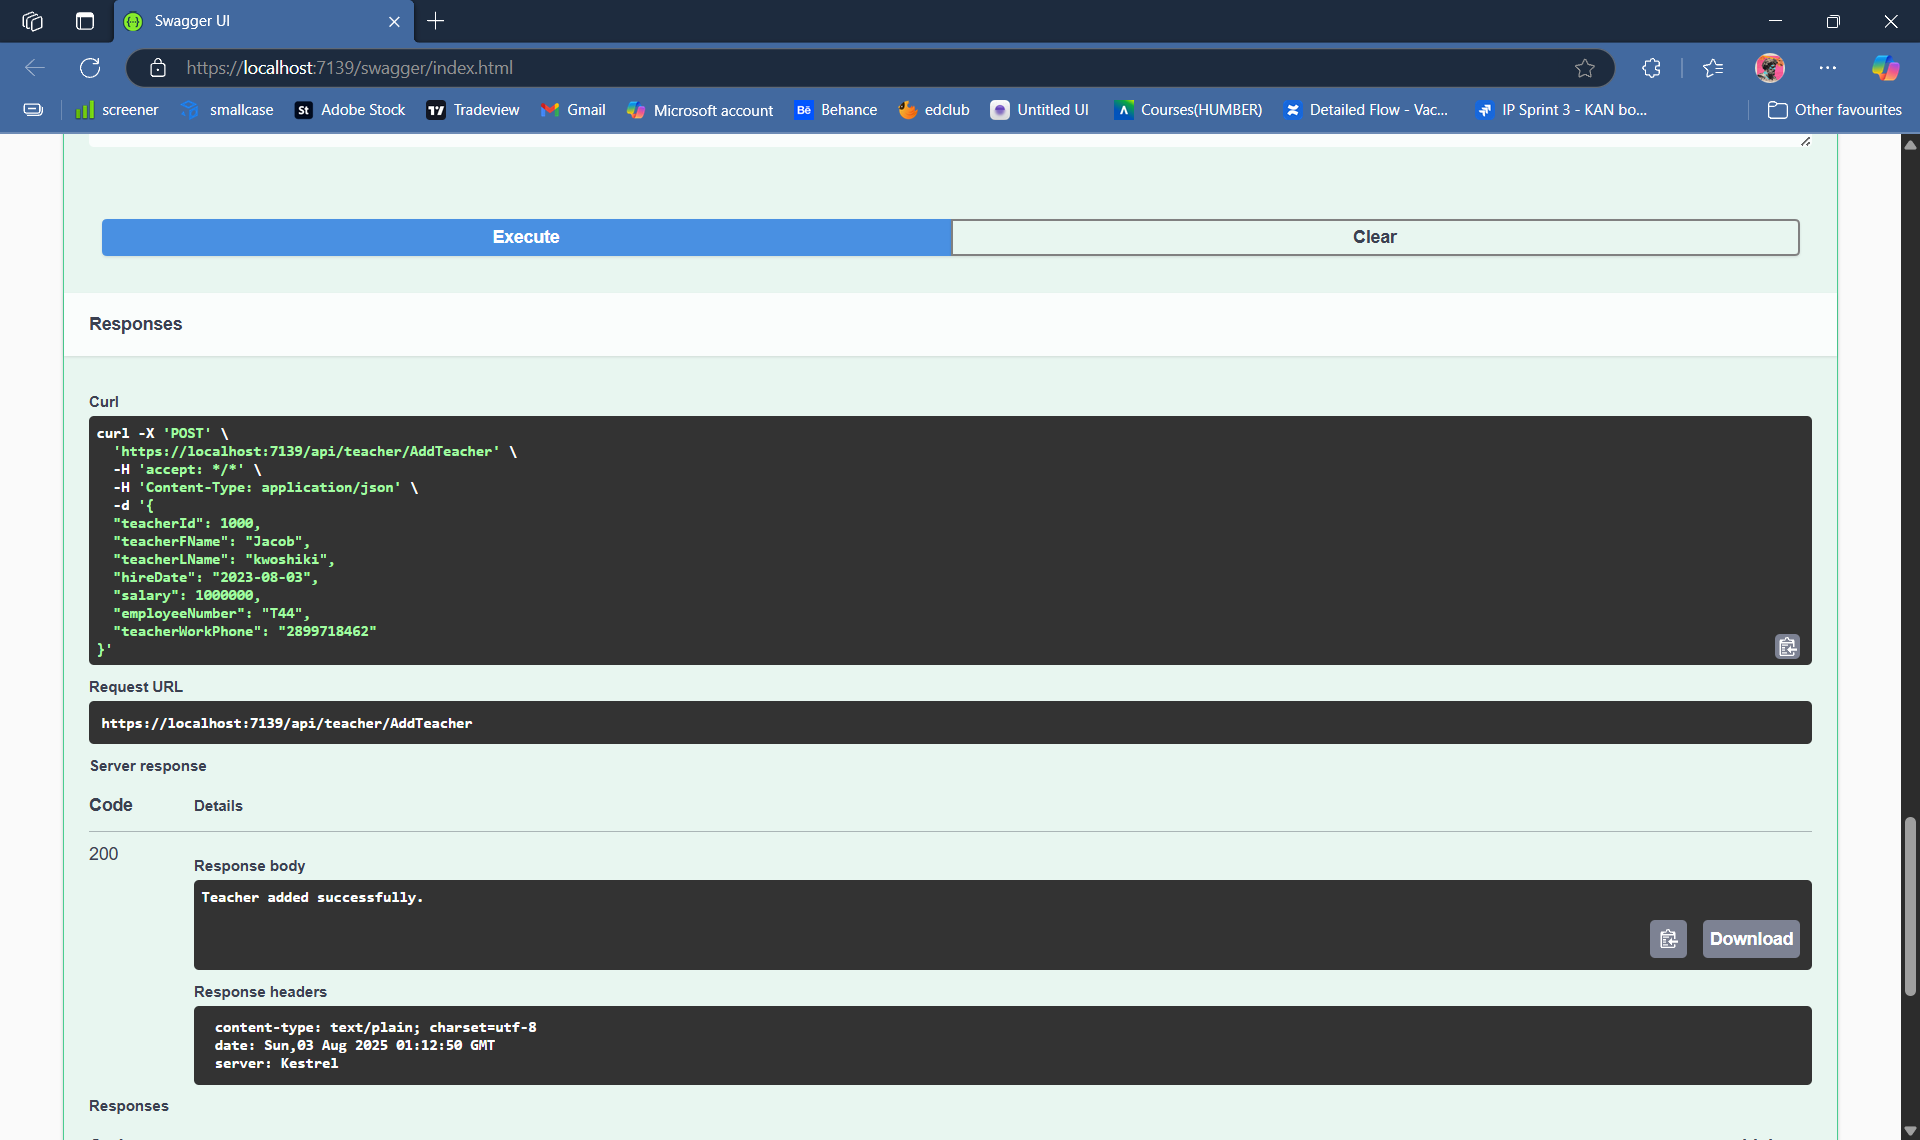 Swagger UI
https://localhost:7139/swagger/index.html
screener
smallcase
St Adobe Stock
Tradeview
Gmail
Microsoft account
Bē Behance
edclub
Untitled UI
Courses(HUMBER)
Detailed Flow - Vac...
IP Sprint 3 - KAN bo...
Other favourites
Execute
Clear
Responses
Curl
curl -X 'POST' \
'https://localhost:7139/api/teacher/AddTeacher' \
-H 'accept: */*' \
-H 'Content-Type: application/json' \
-d '{
"teacherId": 1000,
"teacherFName": "Jacob",
"teacherLName": "kwoshiki",
"hireDate": "2023-08-03",
"salary": 1000000,
"employeeNumber": "T44",
"teacherWorkPhone": "2899718462"
}'
Request URL
https://localhost:7139/api/teacher/AddTeacher
Server response
Code Details
200
Response body
Teacher added successfully.
Download
Response headers
content-type: text/plain; charset=utf-8
date: Sun,03 Aug 2025 01:12:50 GMT
server: Kestrel
Responses